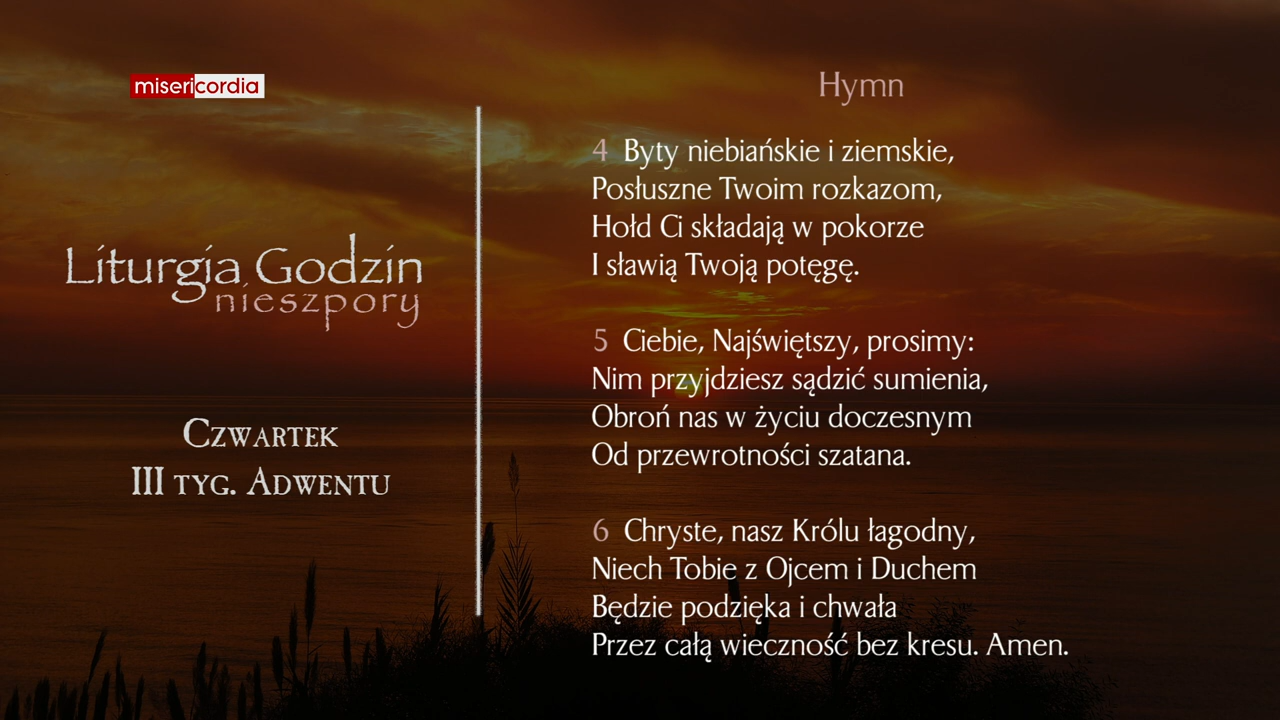 misericordia
Liturgia Godzin
nieszpory
Czwartek
III tyg. Adwentu
Hymn
4 Byty niebiańskie i ziemskie,
Posłuszne Twoim rozkazom,
Hołd Ci składają w pokorze
I sławią Twoją potęgę.
5 Ciebie, Najświętszy, prosimy:
Nim przyjdziesz sądzić sumienia,
Obroń nas w życiu doczesnym
Od przewrotności szatana.
6 Chryste, nasz Królu łagodny,
Niech Tobie z Ojcem i Duchem
Będzie podzięka i chwała
Przez całą wieczność bez kresu. Amen.